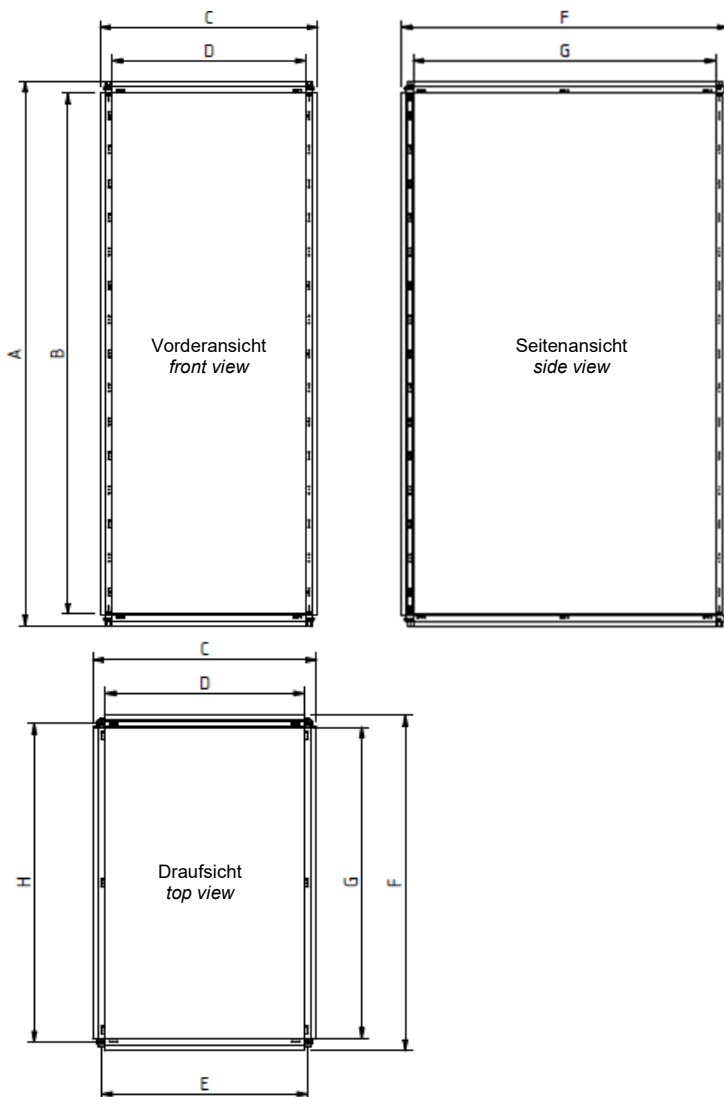 C
F
D
G
A
B
Vorderansicht
front view
Seitenansicht
side view
C
D
H
Draufsicht
top view
G
F
E